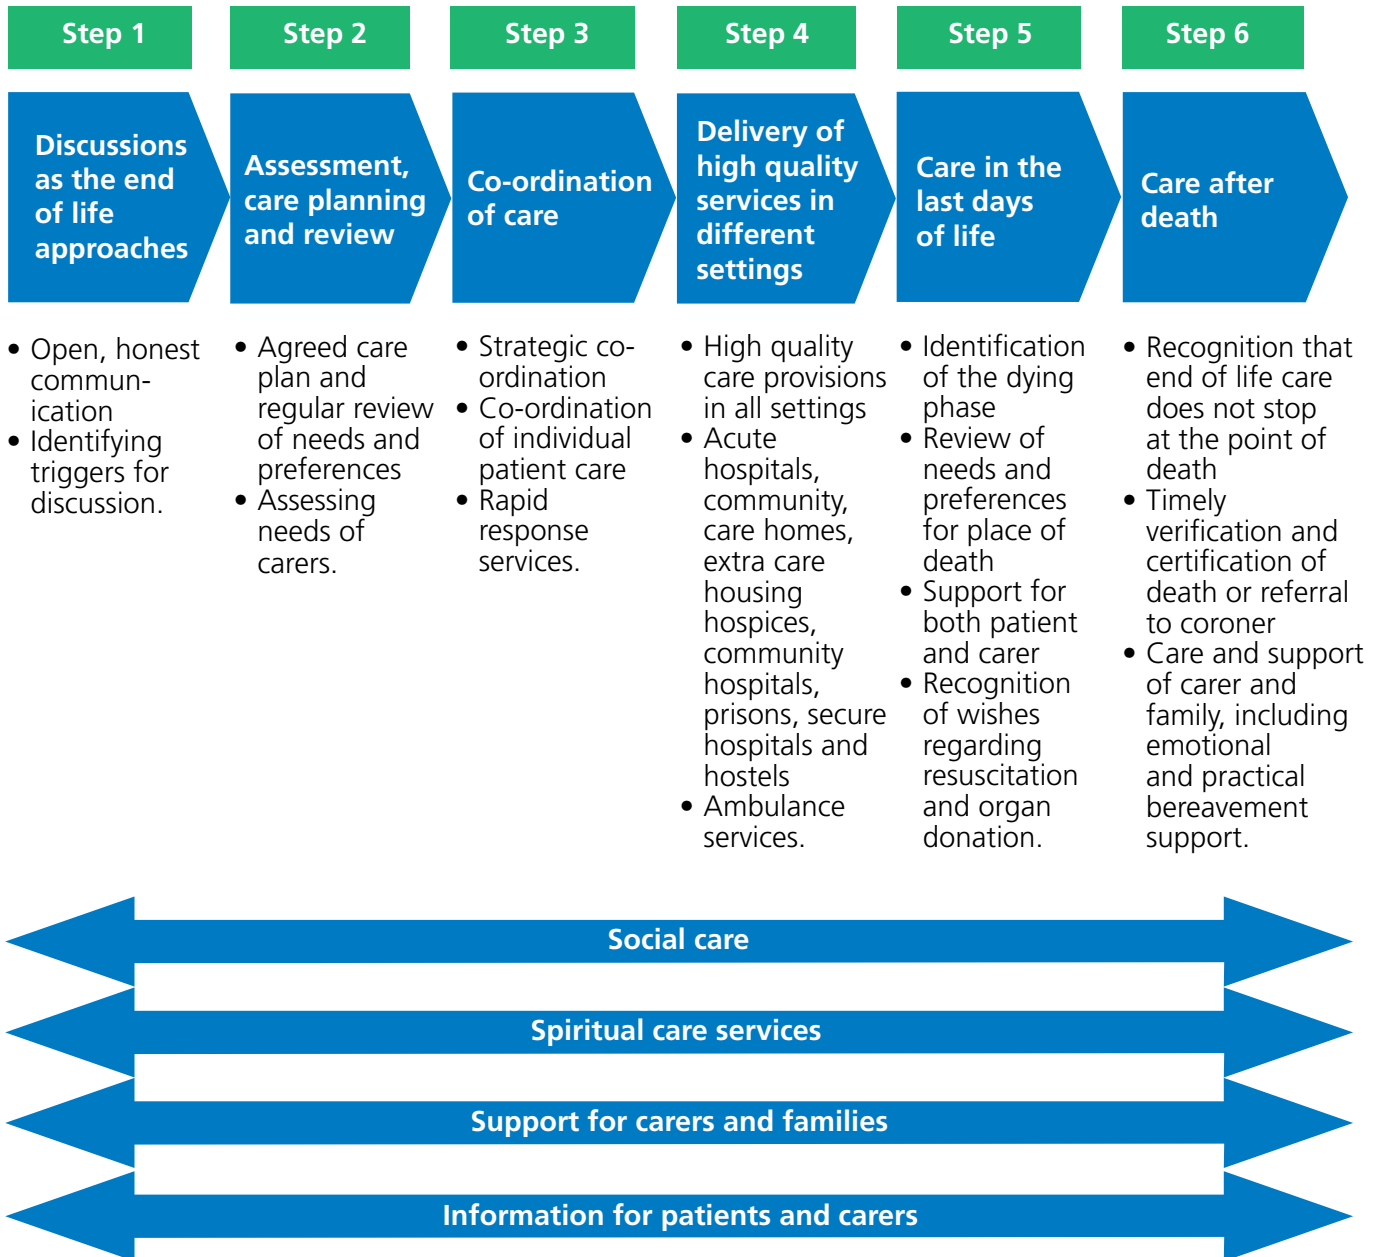 Step 1
Step 2
Step 3
Step 4
Step 5
Step 6
Discussions
as the end
of life
approaches
Assessment,
care planning
and review
Co-ordination
of care
Delivery of
high quality
services in
different
settings
Care in the
last days
of life
Care after
death
• Open, honest
commun-
ication
• Identifying
triggers for
discussion.
• Agreed care
plan and
regular review
of needs and
preferences
• Assessing
needs of
carers.
• Strategic co-
ordination
• Co-ordination
of individual
patient care
• Rapid
response
services.
• High quality
care provisions
in all settings
• Acute
hospitals,
community,
care homes,
extra care
housing
hospices,
community
hospitals,
prisons, secure
hospitals and
hostels
• Ambulance
services.
• Identification
of the dying
phase
• Review of
needs and
preferences
for place of
death
• Support for
both patient
and carer
• Recognition
of wishes
regarding
resuscitation
and organ
donation.
• Recognition that
end of life care
does not stop
at the point of
death
• Timely
verification and
certification of
death or referral
to coroner
• Care and support
of carer and
family, including
emotional
and practical
bereavement
support.
Social care
Spiritual care services
Support for carers and families
Information for patients and carers